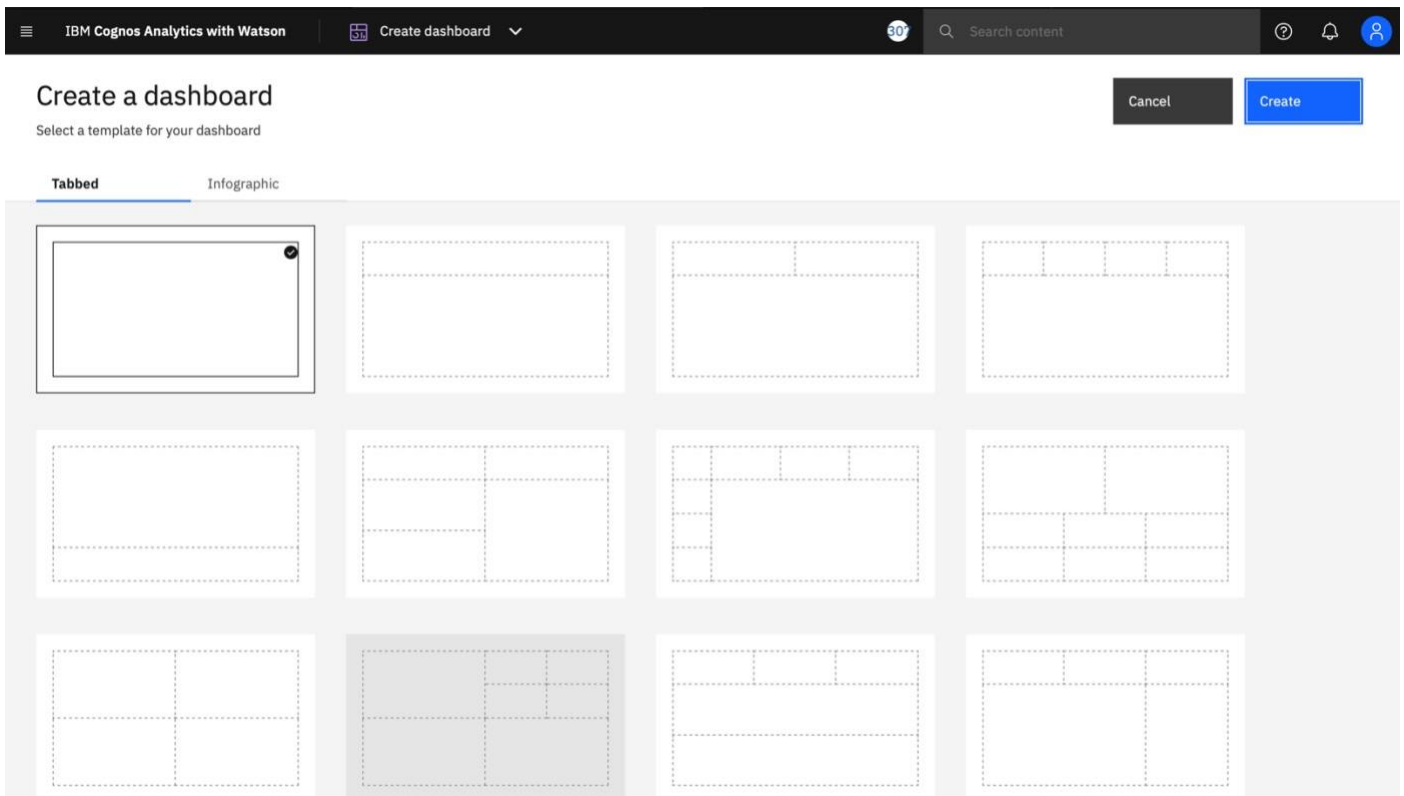 IBM Cognos Analytics with Watson
Create dashboard
Search content
Create a dashboard
Cancel
Create
Select a template for your dashboard
Tabbed
Infographic